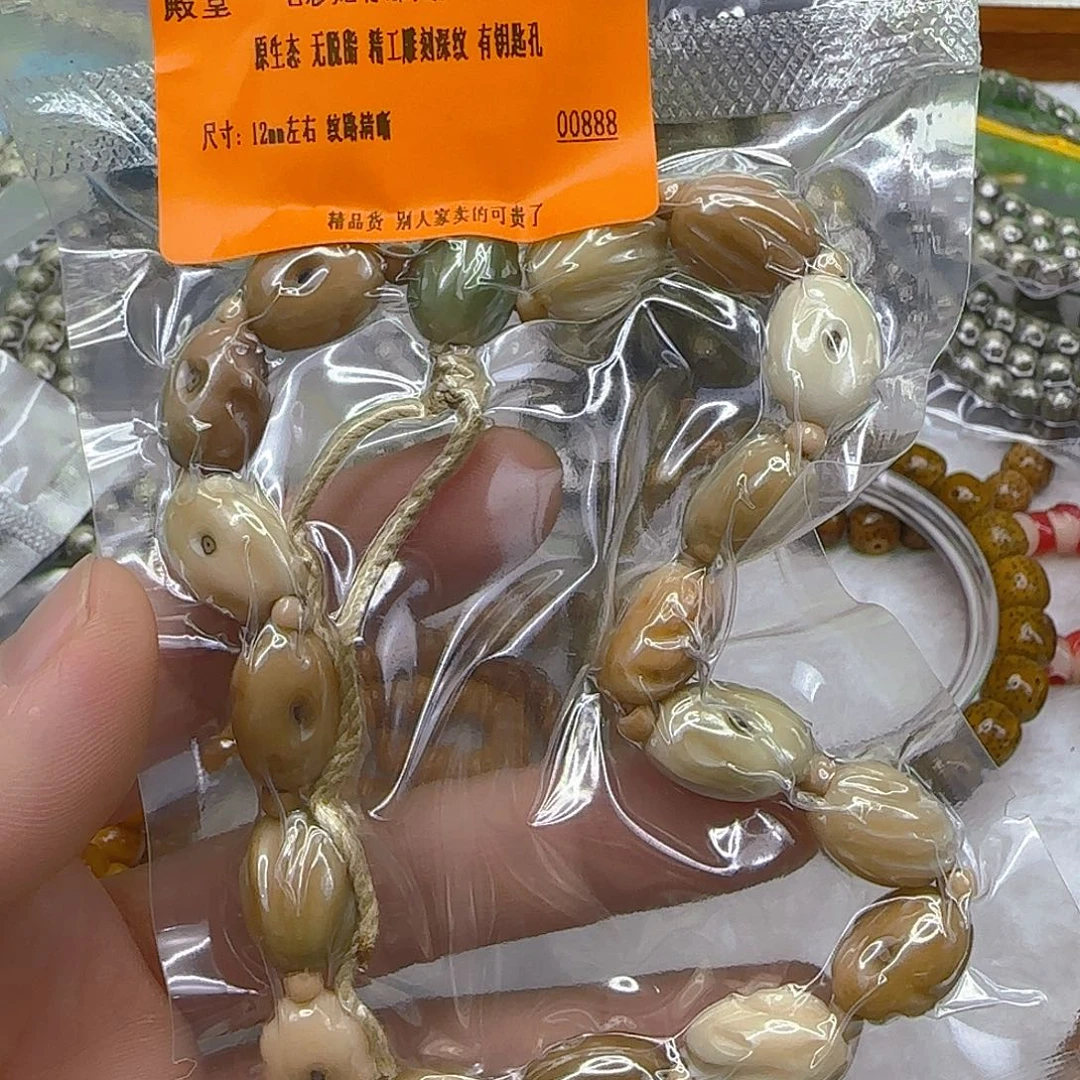 殿堂
原生态 无脱脂 精工雕刻深纹 有钥匙孔
尺寸：12mm左右 纹路清晰
00888
精品货 别人家卖的可贵了